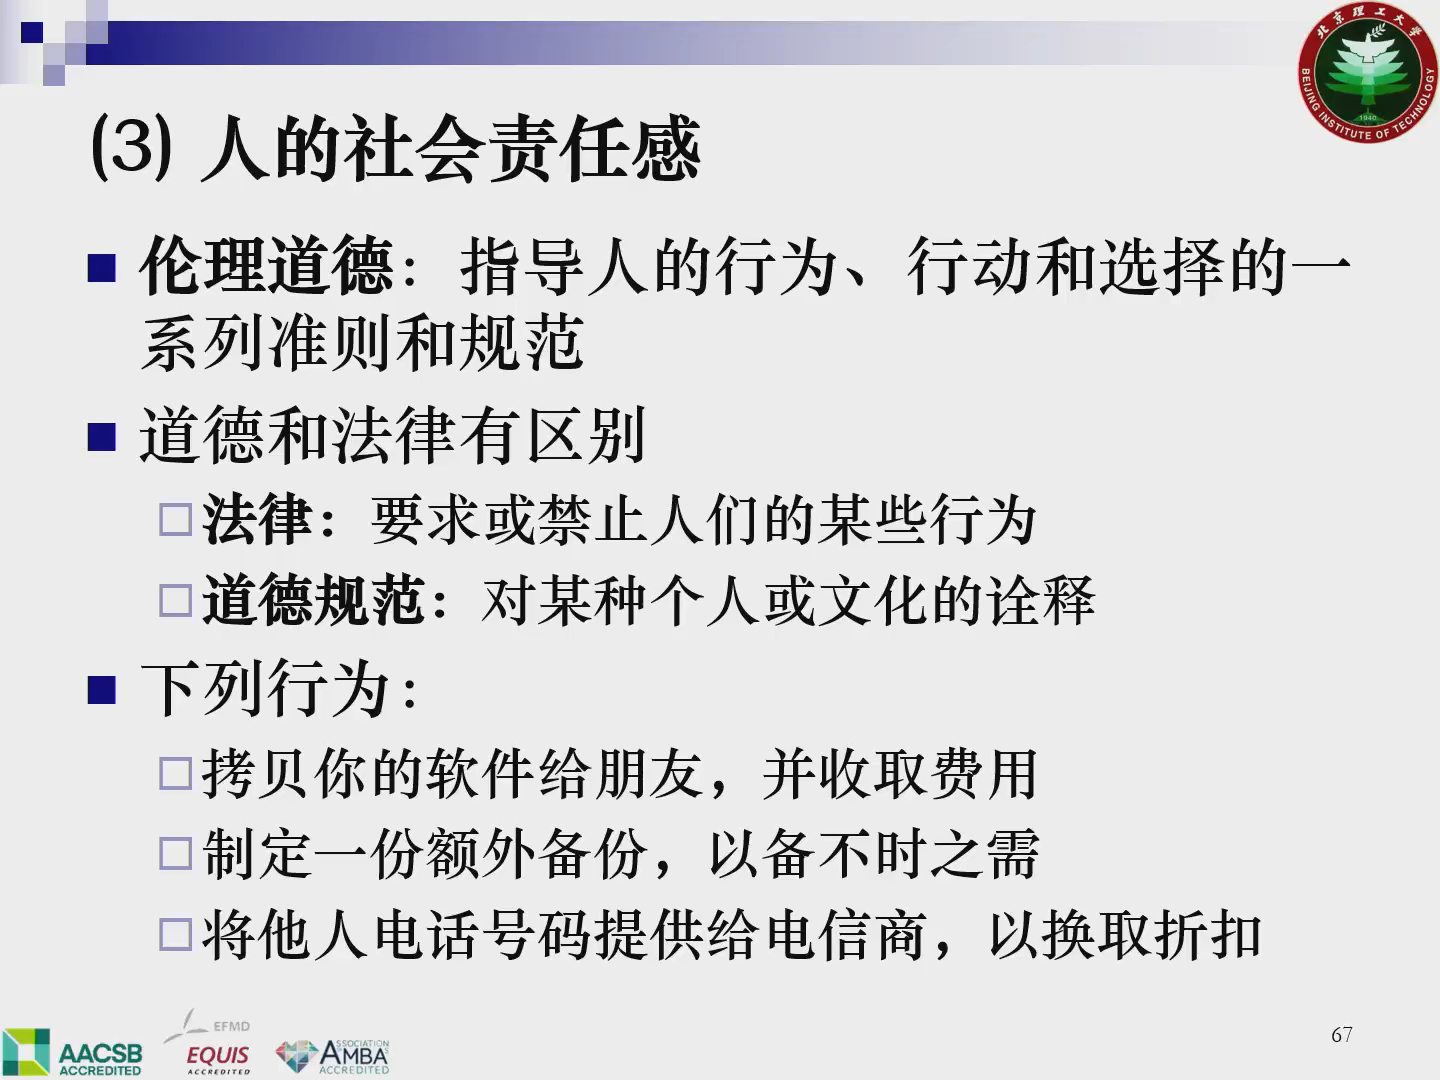 北京理工大学
BEIJING INSTITUTE OF TECHNOLOGY
1940
(3) 人的社会责任感
伦理道德：指导人的行为、行动和选择的一
系列准则和规范
道德和法律有区别
法律：要求或禁止人们的某些行为
道德规范：对某种个人或文化的诠释
下列行为：
拷贝你的软件给朋友，并收取费用
制定一份额外备份，以备不时之需
将他人电话号码提供给电信商，以换取折扣
AACSB
ACCREDITED
EFMD
EQUIS
ACCREDITED
ASSOCIATION
AMBA'S
ACCREDITED
67